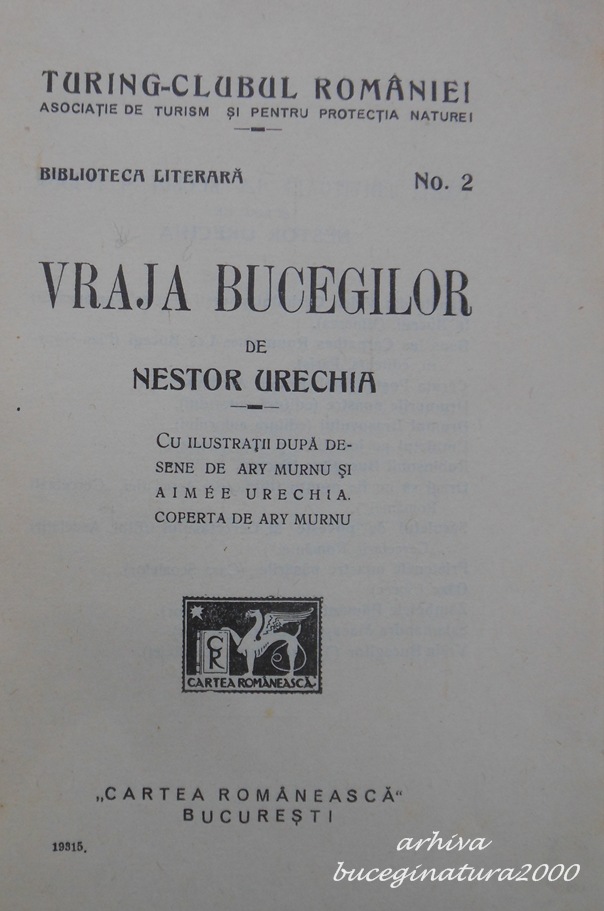 TURING-CLUBUL ROMÂNIEI
ASOCIAȚIE DE TURISM ȘI PENTRU PROTECȚIA NATUREI
BIBLIOTECA LITERARĂ No. 2
VRAJA BUCEGILOR
DE
NESTOR URECHIA
CU ILUSTRAȚII DUPĂ DE-
SENE DE ARY MURNU ȘI
AIMÉE URECHIA.
COPERTA DE ARY MURNU
CR
CARTEA ROMÂNEASCĂ
„CARTEA ROMÂNEASCĂ“
BUCUREȘTI
19315.
arhiva
buceginatura2000